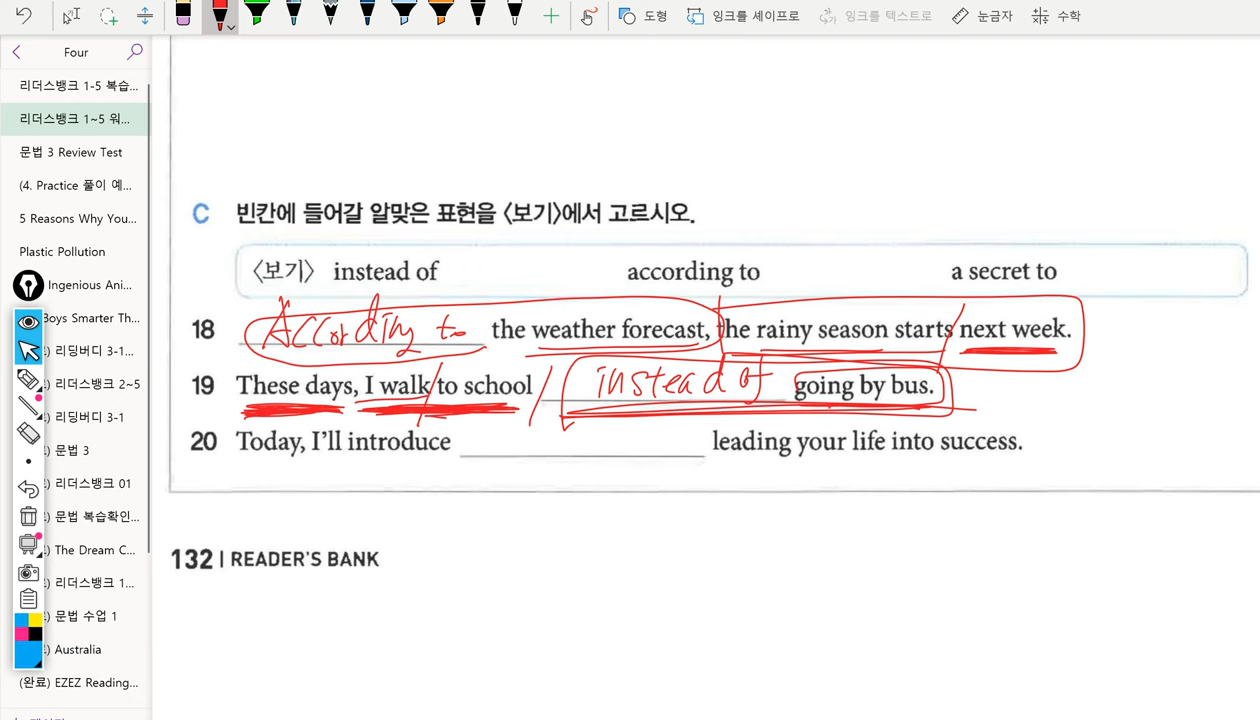 도형
잉크를 셰이프로
잉크를 텍스트로
눈금자
수학
Four
리더스뱅크 1-5 복습...
리더스뱅크 1~5 워...
문법 3 Review Test
(4. Practice 풀이 예...
5 Reasons Why You...
Plastic Pollution
Ingenious Ani...
Boys Smarter Th...
) 리딩버디 3-1...
) 리더스뱅크 2~5
) 리딩버디 3-1
) 문법 3
) 리더스뱅크 01
) 문법 복습확인...
) The Dream C...
) 리더스뱅크 1...
) 문법 수업 1
) Australia
(완료) EZEZ Reading...
C 빈칸에 들어갈 알맞은 표현을 〈보기〉에서 고르시오.
〈보기〉 instead of according to a secret to
18 According to the weather forecast, the rainy season starts next week.
19 These days, I walk to school instead of going by bus.
20 Today, I'll introduce ____ leading your life into success.
132 | READER'S BANK